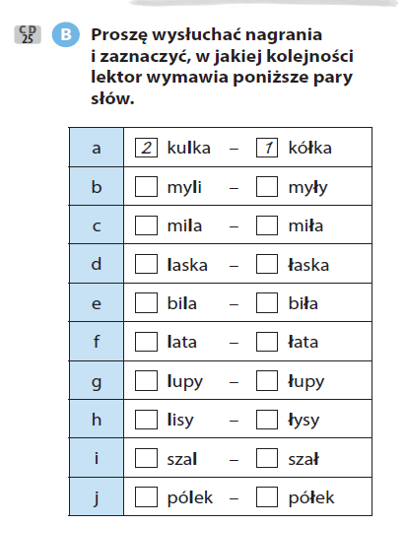 CD
25
B
Proszę wysłuchać nagrania
i zaznaczyć, w jakiej kolejności
lektor wymawia poniższe pary
słów.
a 2 kulka – 1 kółka
b myli – myły
c mila – miła
d laska – łaska
e bila – biła
f lata – łata
g lupy – łupy
h lisy – łysy
i szal – szał
j pólek – półek